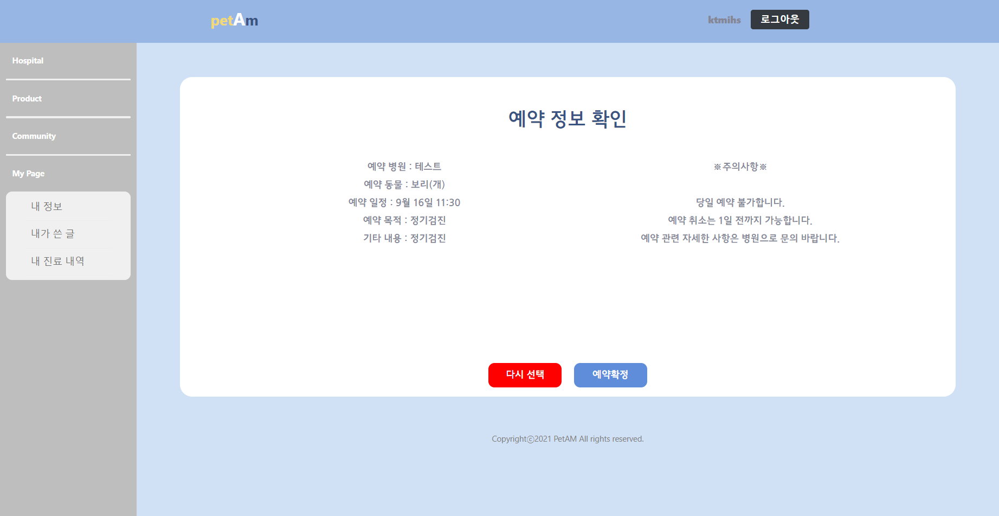 petAm
ktmihs
로그아웃
Hospital
Product
Community
My Page
내 정보
내가 쓴 글
내 진료 내역
예약 정보 확인
예약 병원 : 테스트
예약 동물 : 보리(개)
예약 일정 : 9월 16일 11:30
예약 목적 : 정기검진
기타 내용 : 정기검진
※주의사항※
당일 예약 불가합니다.
예약 취소는 1일 전까지 가능합니다.
예약 관련 자세한 사항은 병원으로 문의 바랍니다.
다시 선택
예약확정
Copyrightⓒ2021 PetAM All rights reserved.